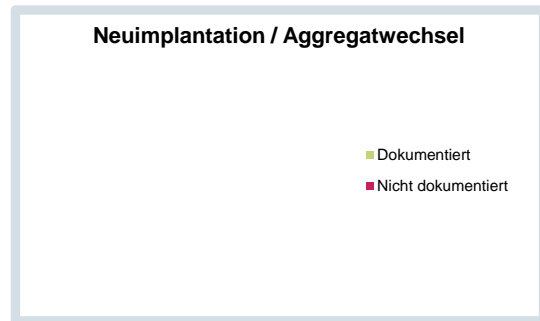 Neuimplantation / Aggregatwechsel
Dokumentiert
Nicht dokumentiert